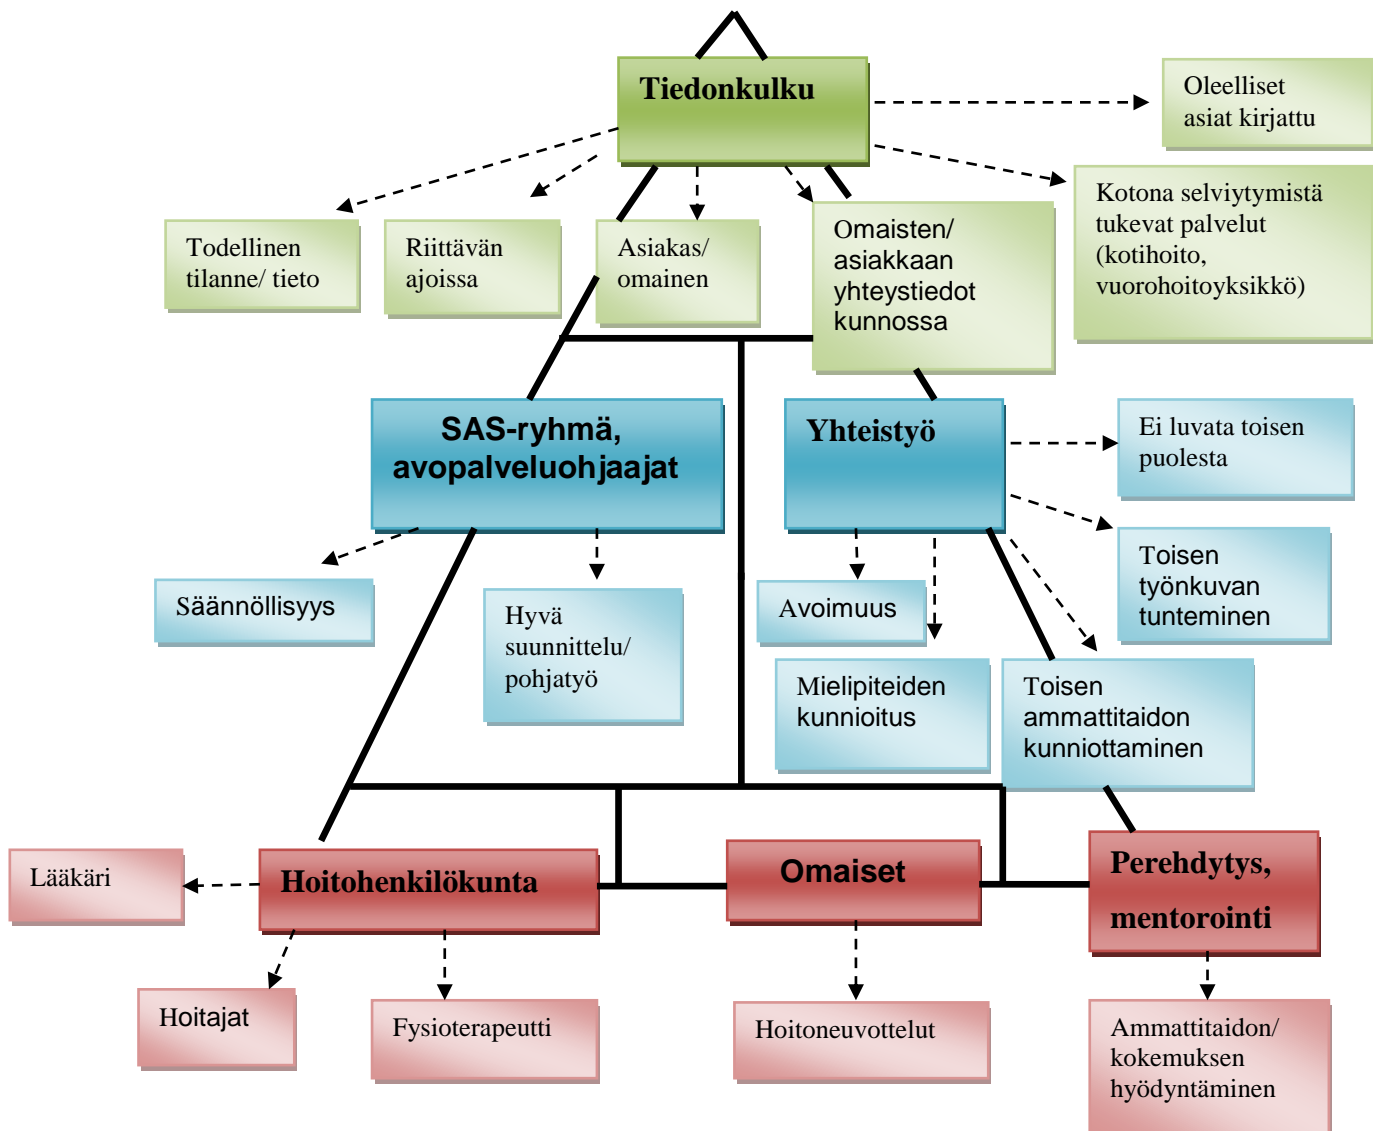 Tiedonkulku
Oleelliset
asiat kirjattu
Todellinen
tilanne/ tieto
Riittävän
ajoissa
Asiakas/
omainen
Omaisten/
asiakkaan
yhteystiedot
kunnossa
Kotona selviytymistä
tukevat palvelut
(kotihoito,
vuorohoitoyksikkö)
SAS-ryhmä,
avopalveluohjaajat
Yhteistyö
Ei luvata toisen
puolesta
Säännöllisyys
Hyvä
suunnittelu/
pohjatyö
Avoimuus
Toisen
työnkuvan
tunteminen
Mielipiteiden
kunnioitus
Toisen
ammattitaidon
kunniottaminen
Lääkäri
Hoitohenkilökunta
Omaiset
Perehdytys,
mentorointi
Hoitajat
Fysioterapeutti
Hoitoneuvottelut
Ammattitaidon/
kokemuksen
hyödyntäminen